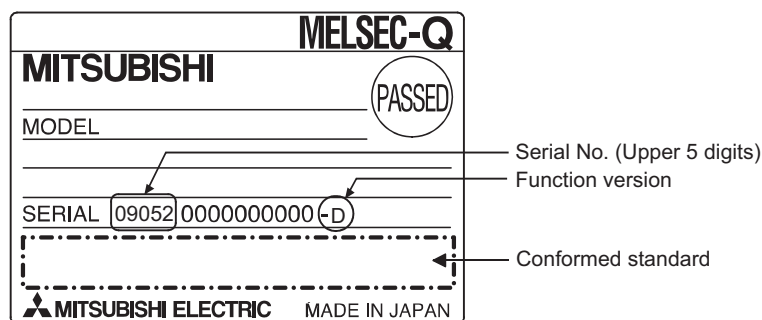 MELSEC-Q
MITSUBISHI
PASSED
MODEL
Serial No. (Upper 5 digits)
Function version
SERIAL 09052 0000000000 -D
Conformed standard
MITSUBISHI ELECTRIC MADE IN JAPAN